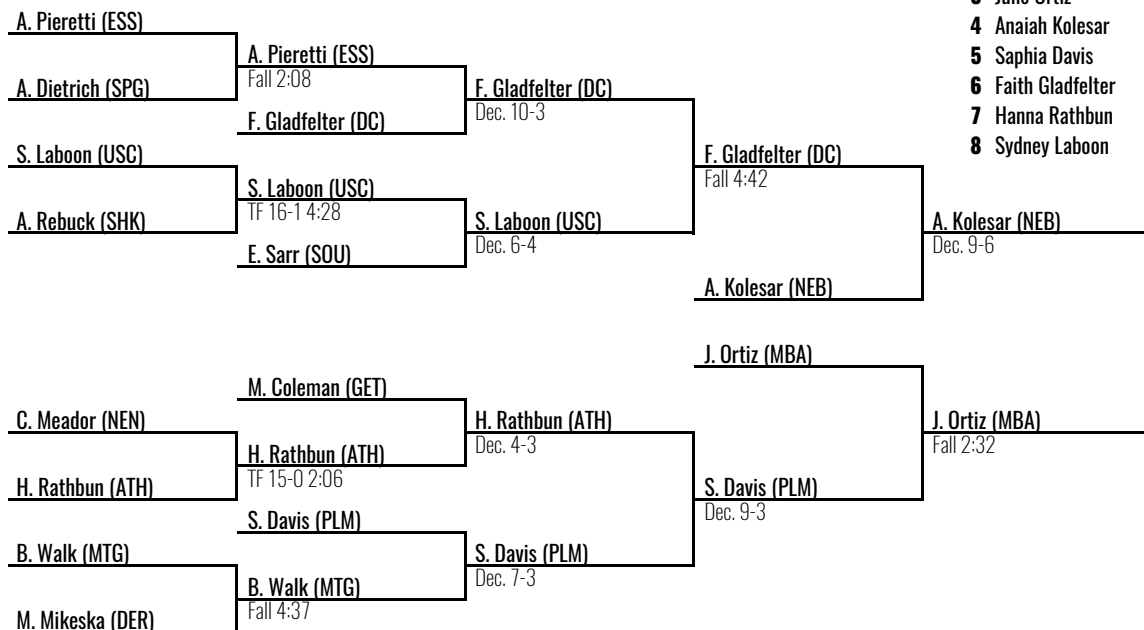 3 Julie Ortiz
4 Anaiah Kolesar
5 Saphia Davis
6 Faith Gladfelter
7 Hanna Rathbun
8 Sydney Laboon
A. Pieretti (ESS)
A. Dietrich (SPG)
S. Laboon (USC)
A. Rebuck (SHK)
A. Pieretti (ESS)
Fall 2:08
F. Gladfelter (DC)
S. Laboon (USC)
TF 16-1 4:28
E. Sarr (SOU)
F. Gladfelter (DC)
Dec. 10-3
S. Laboon (USC)
Dec. 6-4
F. Gladfelter (DC)
Fall 4:42
A. Kolesar (NEB)
A. Kolesar (NEB)
Dec. 9-6
C. Meador (NEN)
H. Rathbun (ATH)
B. Walk (MTG)
M. Mikeska (DER)
M. Coleman (GET)
H. Rathbun (ATH)
TF 15-0 2:06
S. Davis (PLM)
B. Walk (MTG)
Fall 4:37
H. Rathbun (ATH)
Dec. 4-3
S. Davis (PLM)
Dec. 7-3
J. Ortiz (MBA)
S. Davis (PLM)
Dec. 9-3
J. Ortiz (MBA)
Fall 2:32